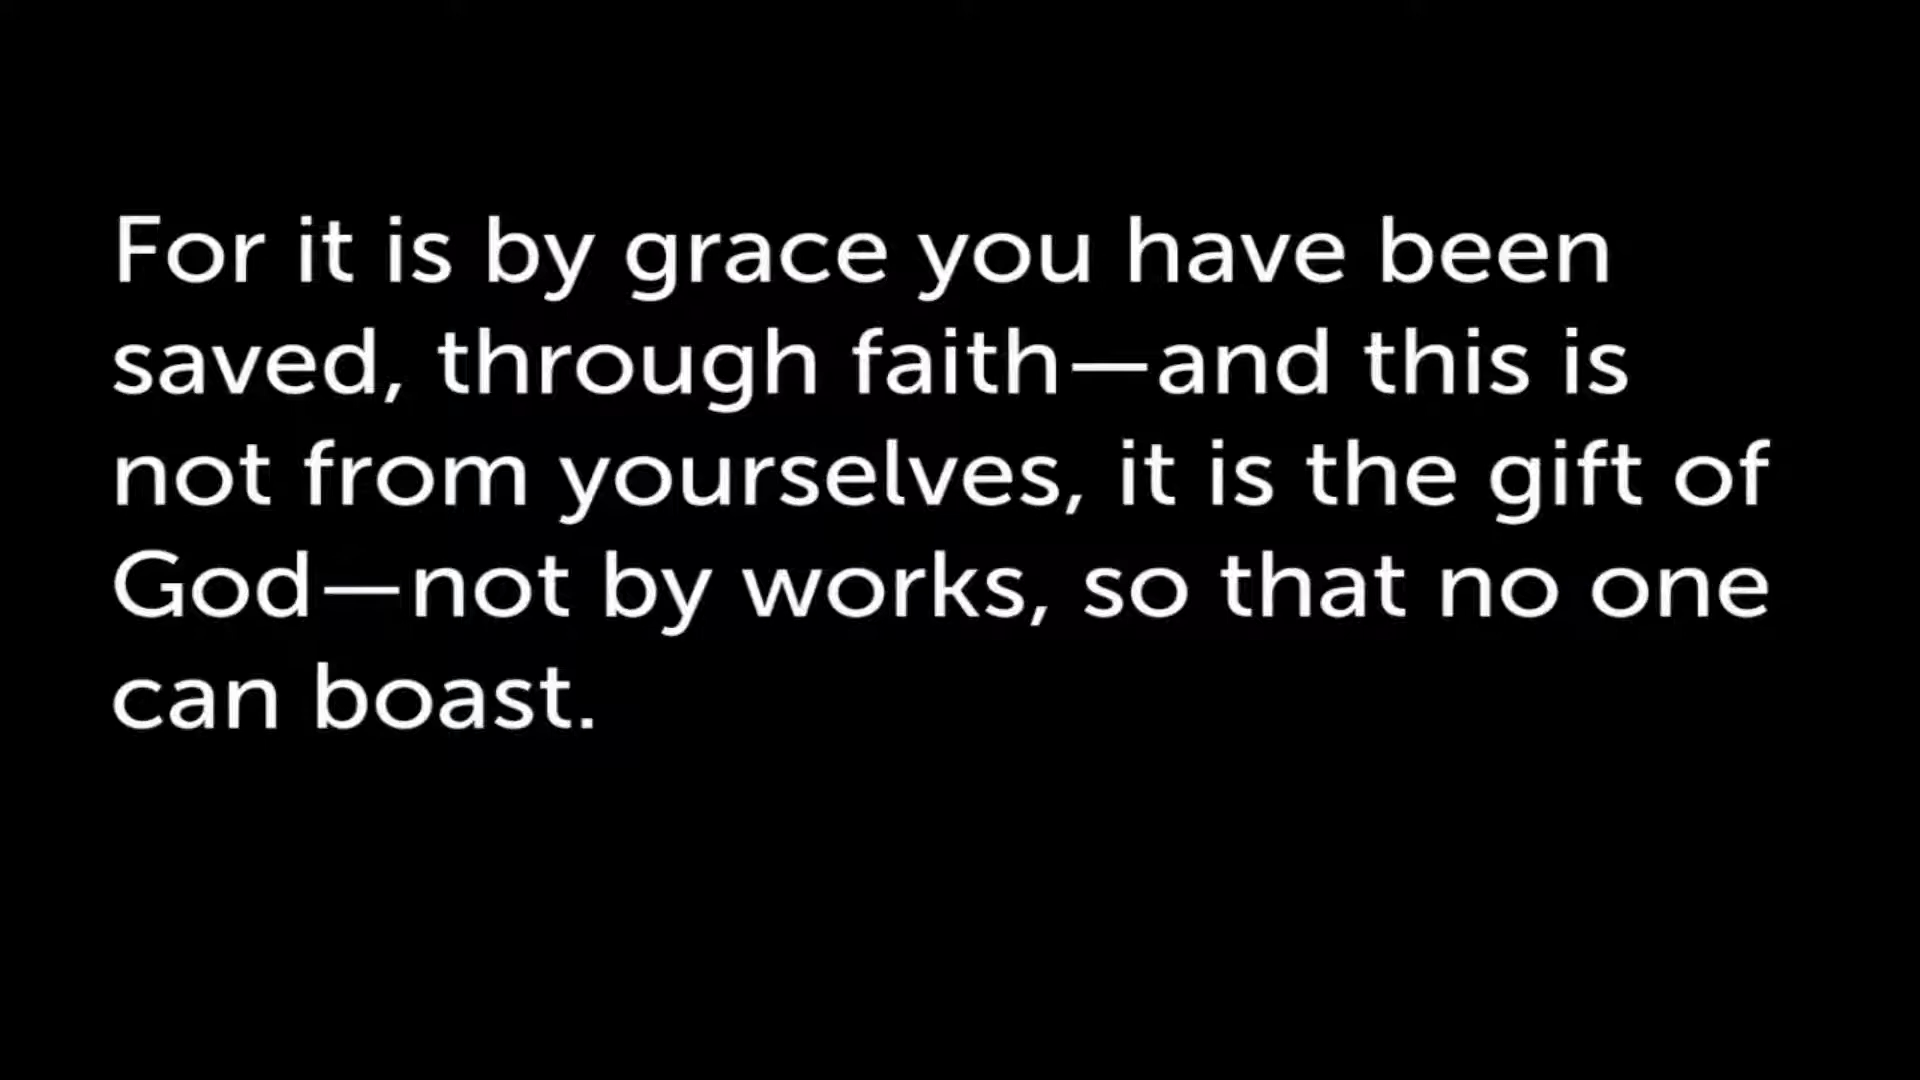 For it is by grace you have been
saved, through faith—and this is
not from yourselves, it is the gift of
God—not by works, so that no one
can boast.